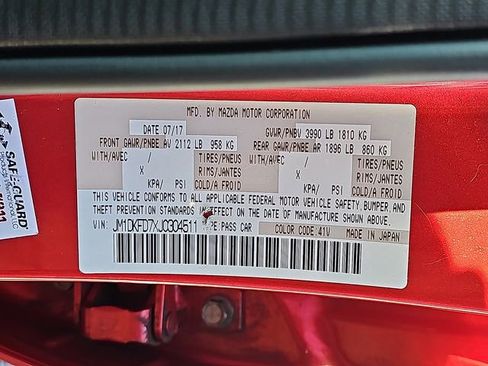 MFD. BY MAZDA MOTOR CORPORATION
DATE 07/17 GVWR/PNBV 3990 LB 1810 KG
FRONT GAWR/PNBE AV 2112 LB 958 KG REAR GAWR/PNBE AR 1896 LB 860 KG
WITH/AVEC / TIRES/PNEUS WITH/AVEC / TIRES/PNEUS
X RIMS/JANTES X RIMS/JANTES
KPA/ PSI COLD/A FROID KPA/ PSI COLD/A FROID
THIS VEHICLE CONFORMS TO ALL APPLICABLE FEDERAL MOTOR VEHICLE SAFETY, BUMPER, AND
THEFT PREVENTION STANDARDS IN EFFECT ON THE DATE OF MANUFACTURE SHOWN ABOVE.
VIN: JM1DKFD7XJ0304511 TYPE: PASS CAR COLOR CODE: 41V MADE IN JAPAN
SAFE-GUARD